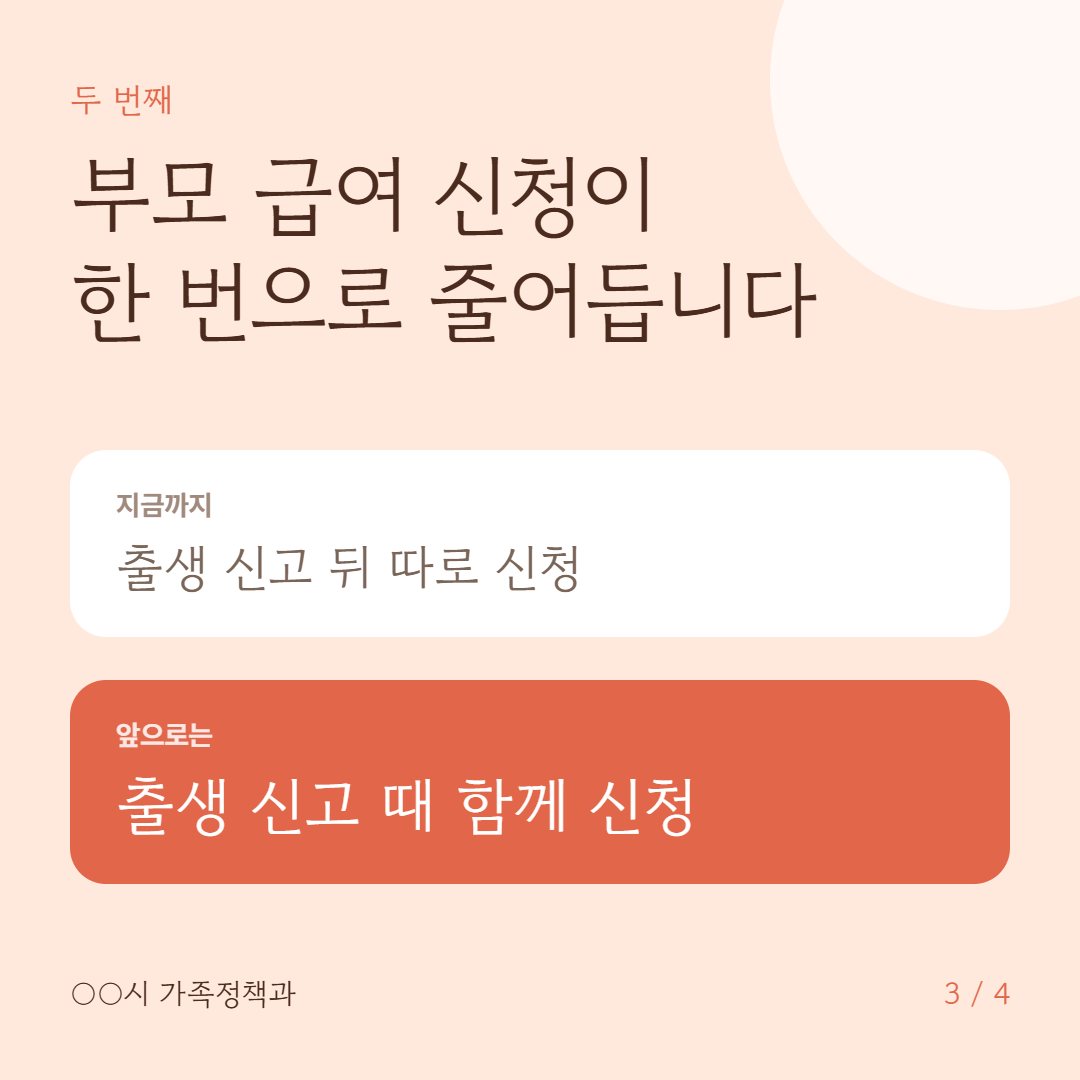 두 번째
부모 급여 신청이
한 번으로 줄어듭니다
지금까지
출생 신고 뒤 따로 신청
앞으로는
출생 신고 때 함께 신청
○○시 가족정책과
3 / 4